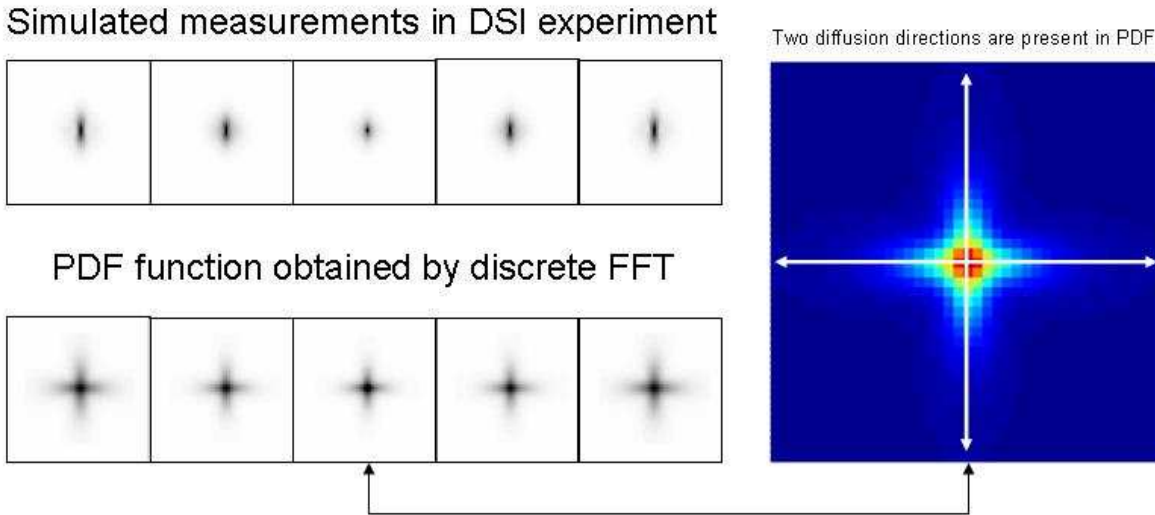 Simulated measurements in DSI experiment
Two diffusion directions are present in PDF
PDF function obtained by discrete FFT